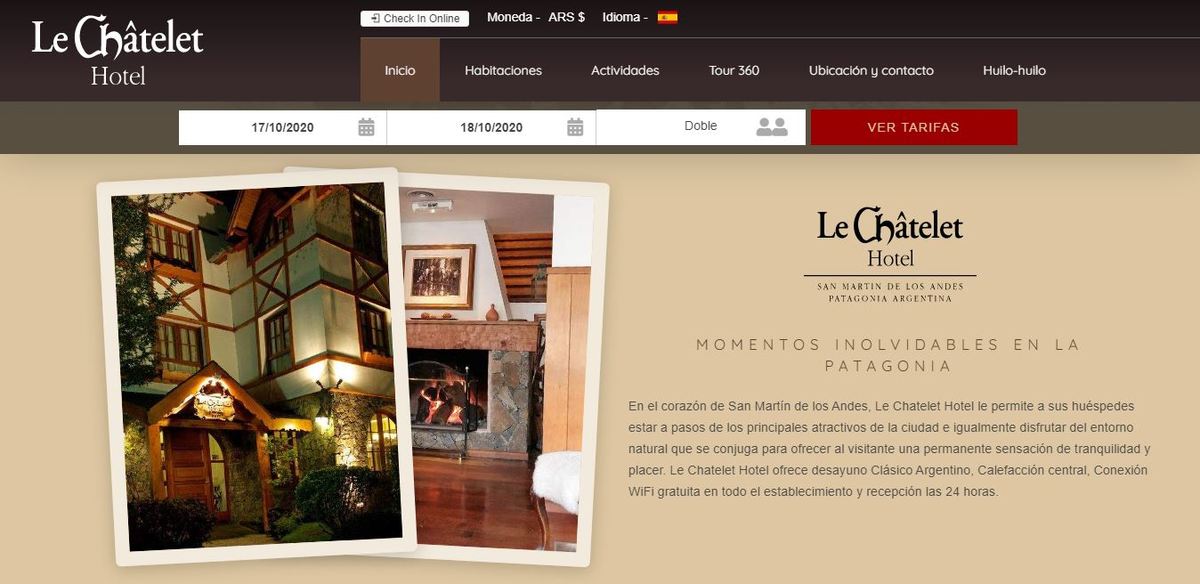 Le Châtelet
Hotel
Check In Online
Moneda - ARS $ Idioma -
Inicio Habitaciones Actividades Tour 360 Ubicación y contacto Huilo-huilo
17/10/2020 18/10/2020 Doble VER TARIFAS
Le Châtelet
Hotel
SAN MARTIN DE LOS ANDES
PATAGONIA ARGENTINA
MOMENTOS INOLVIDABLES EN LA
PATAGONIA
En el corazón de San Martín de los Andes, Le Chatelet Hotel le permite a sus huéspedes
estar a pasos de los principales atractivos de la ciudad e igualmente disfrutar del entorno
natural que se conjuga para ofrecer al visitante una permanente sensación de tranquilidad y
placer. Le Chatelet Hotel ofrece desayuno Clásico Argentino, Calefacción central, Conexión
WiFi gratuita en todo el establecimiento y recepción las 24 horas.